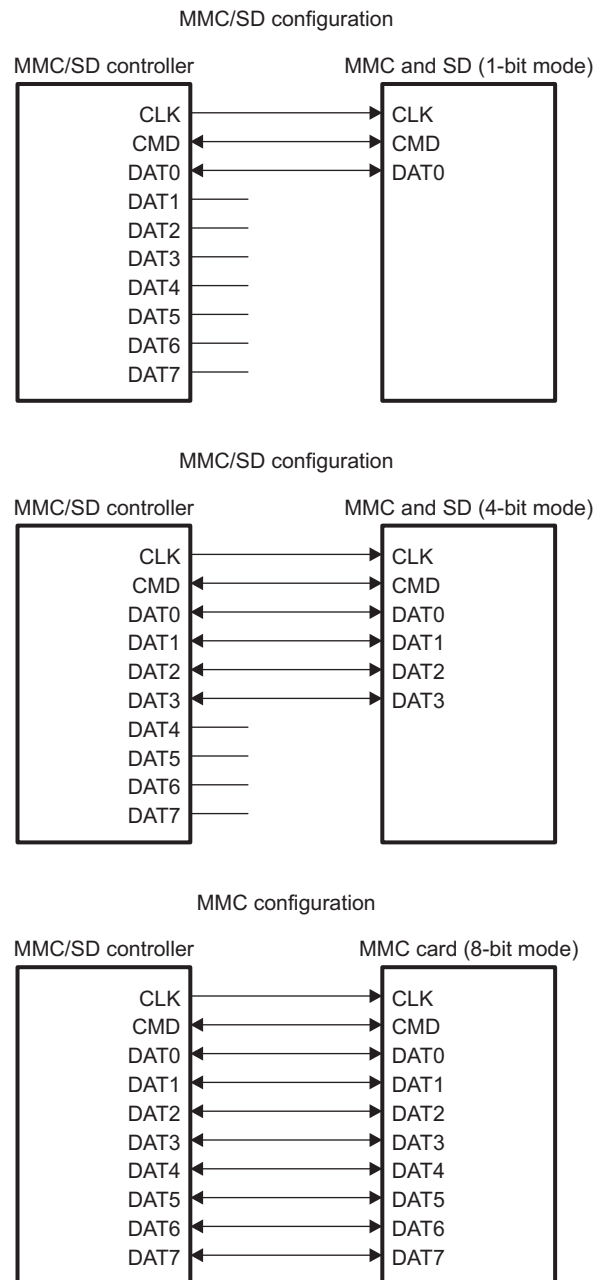 MMC/SD configuration
MMC/SD controller MMC and SD (1-bit mode)
CLK CLK
CMD CMD
DAT0 DAT0
DAT1
DAT2
DAT3
DAT4
DAT5
DAT6
DAT7
MMC/SD configuration
MMC/SD controller MMC and SD (4-bit mode)
CLK CLK
CMD CMD
DAT0 DAT0
DAT1 DAT1
DAT2 DAT2
DAT3 DAT3
DAT4
DAT5
DAT6
DAT7
MMC configuration
MMC/SD controller MMC card (8-bit mode)
CLK CLK
CMD CMD
DAT0 DAT0
DAT1 DAT1
DAT2 DAT2
DAT3 DAT3
DAT4 DAT4
DAT5 DAT5
DAT6 DAT6
DAT7 DAT7